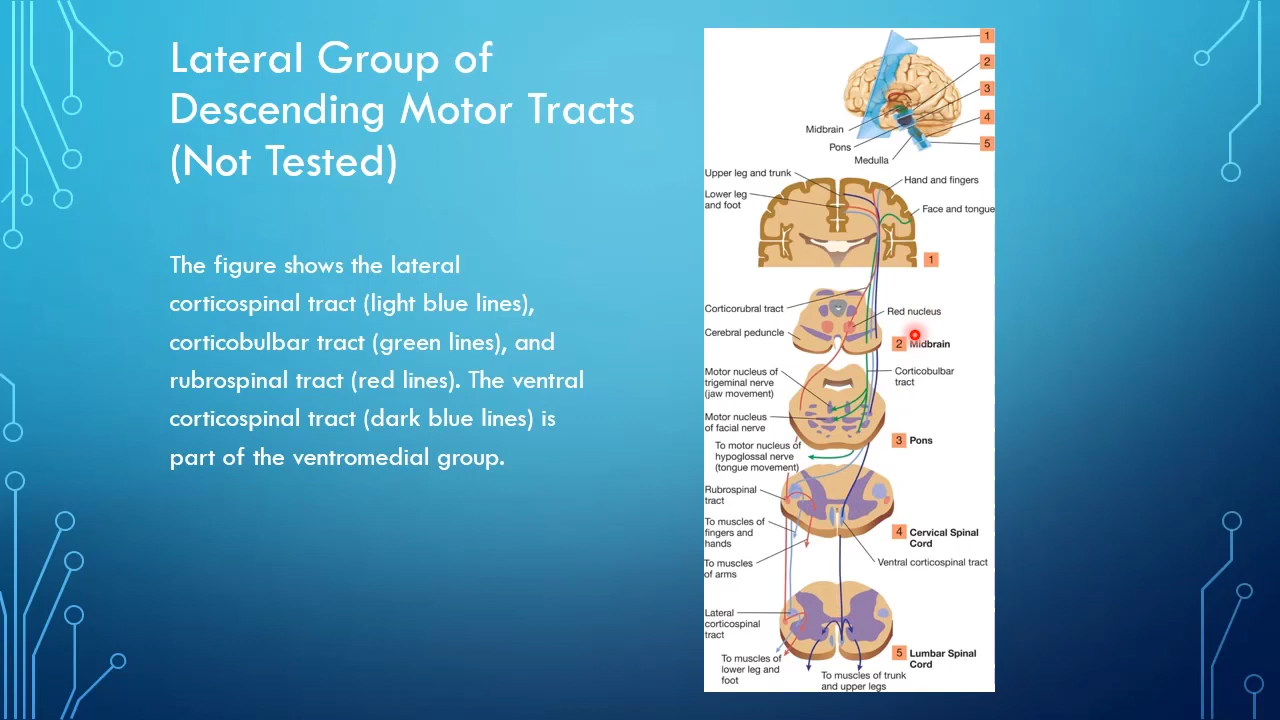 Lateral Group of
Descending Motor Tracts
(Not Tested)
The figure shows the lateral
corticospinal tract (light blue lines),
corticobulbar tract (green lines), and
rubrospinal tract (red lines). The ventral
corticospinal tract (dark blue lines) is
part of the ventromedial group.
1
2
3
4
5
Midbrain
Pons
Medulla
Upper leg and trunk
Lower leg
and foot
Hand and fingers
Face and tongue
1
Corticorubral tract
Red nucleus
Cerebral peduncle
2 Midbrain
Motor nucleus of
trigeminal nerve
(jaw movement)
Corticobulbar
tract
Motor nucleus
of facial nerve
3 Pons
To motor nucleus of
hypoglossal nerve
(tongue movement)
Rubrospinal
tract
To muscles of
fingers and
hands
4 Cervical Spinal
Cord
To muscles
of arms
Ventral corticospinal tract
Lateral
corticospinal
tract
5 Lumbar Spinal
Cord
To muscles of
lower leg and
foot
To muscles of trunk
and upper legs